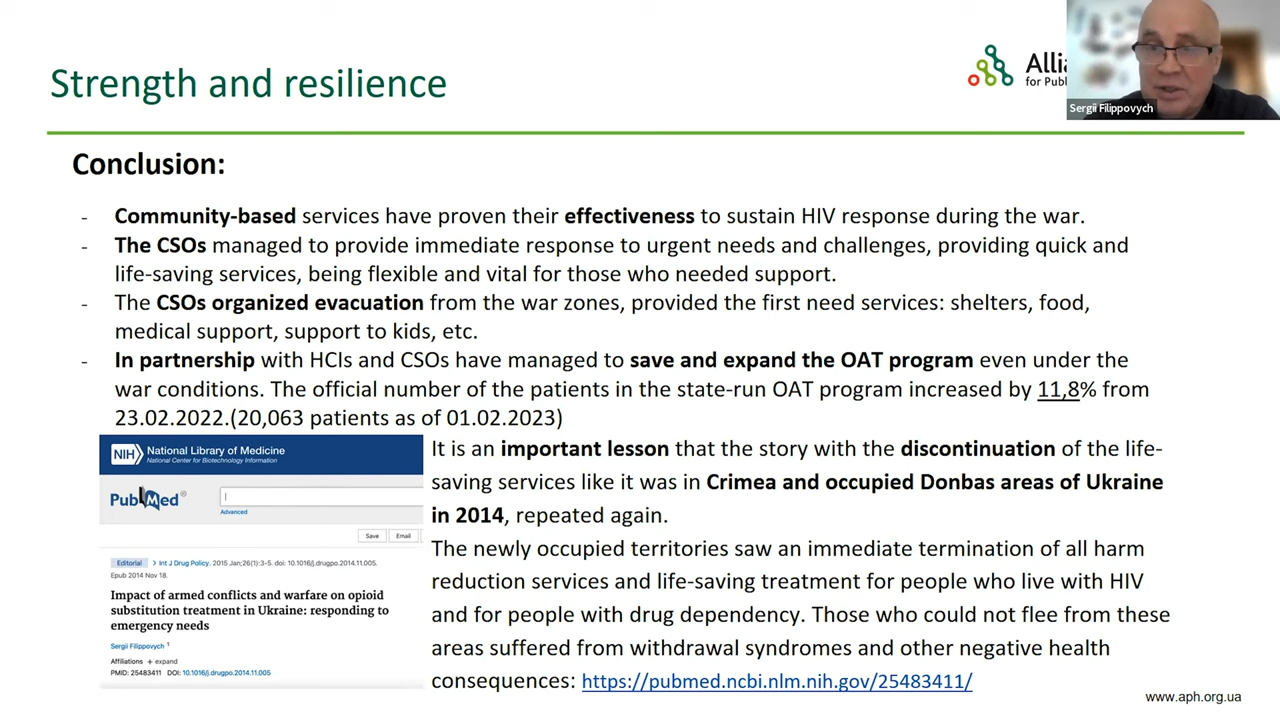 Strength and resilience
Sergii Filippovych
Conclusion:
- Community-based services have proven their effectiveness to sustain HIV response during the war.
- The CSOs managed to provide immediate response to urgent needs and challenges, providing quick and
life-saving services, being flexible and vital for those who needed support.
- The CSOs organized evacuation from the war zones, provided the first need services: shelters, food,
medical support, support to kids, etc.
- In partnership with HCIs and CSOs have managed to save and expand the OAT program even under the
war conditions. The official number of the patients in the state-run OAT program increased by 11,8% from
23.02.2022.(20,063 patients as of 01.02.2023)
NIH National Library of Medicine
National Center for Biotechnology Information
PubMed®
Advanced
Save Email
Editorial > Int J Drug Policy. 2015 Jan;26(1):3-5. doi: 10.1016/j.drugpo.2014.11.005.
Epub 2014 Nov 18.
Impact of armed conflicts and warfare on opioid
substitution treatment in Ukraine: responding to
emergency needs
Sergii Filippovych 1
Affiliations + expand
PMID: 25483411 DOI: 10.1016/j.drugpo.2014.11.005
It is an important lesson that the story with the discontinuation of the life-
saving services like it was in Crimea and occupied Donbas areas of Ukraine
in 2014, repeated again.
The newly occupied territories saw an immediate termination of all harm
reduction services and life-saving treatment for people who live with HIV
and for people with drug dependency. Those who could not flee from these
areas suffered from withdrawal syndromes and other negative health
consequences: https://pubmed.ncbi.nlm.nih.gov/25483411/
www.aph.org.ua